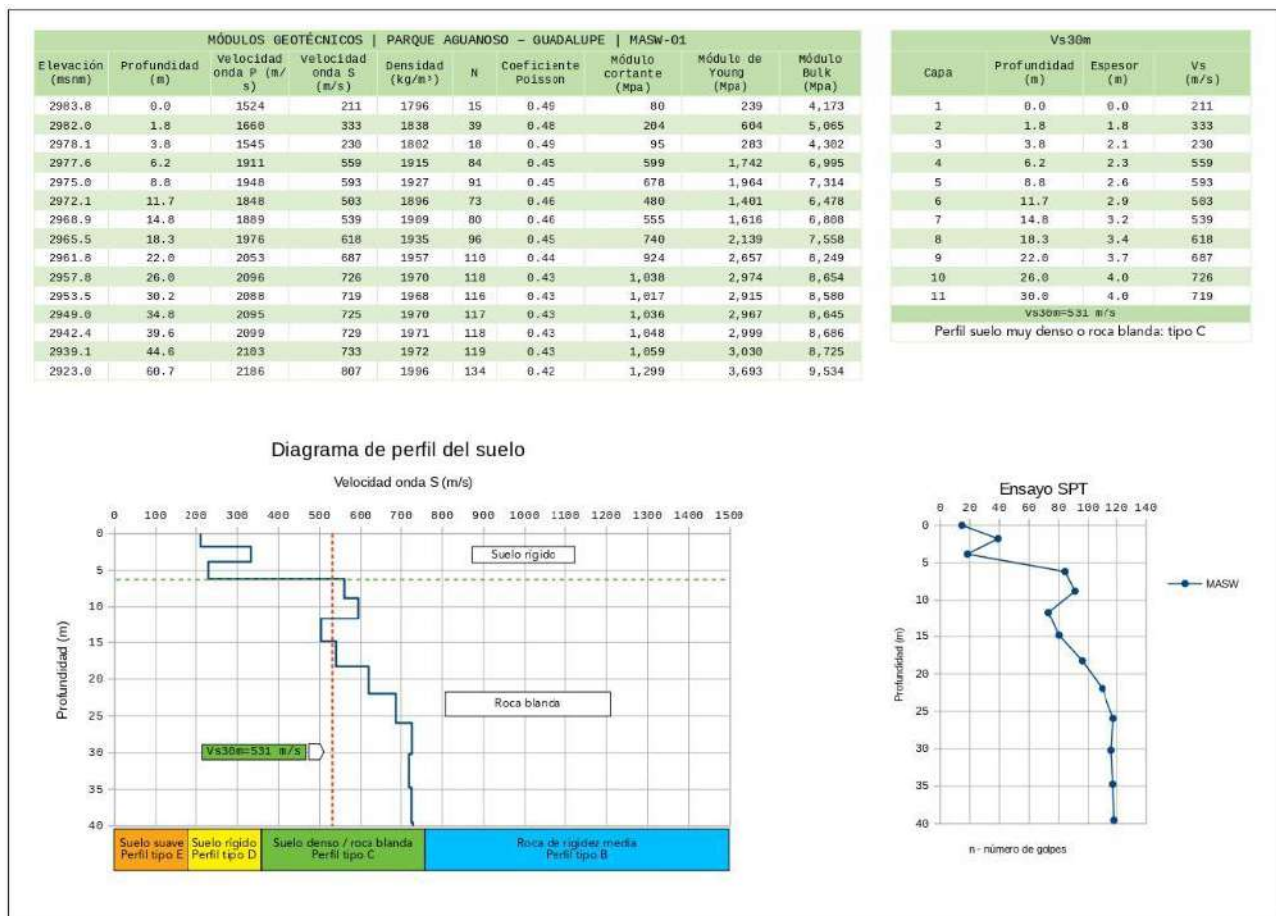 MÓDULOS GEOTÉCNICOS | PARQUE AGUANOSO – GUADALUPE | MASW-01
Elevación (msnm) Profundidad (m) Velocidad onda P (m/s) Velocidad onda S (m/s) Densidad (kg/m³) N Coeficiente Poisson Módulo cortante (Mpa) Módulo de Young (Mpa) Módulo Bulk (Mpa)
2983.8 0.0 1524 211 1796 15 0.49 80 239 4,173
2982.0 1.8 1660 333 1838 39 0.48 204 604 5,065
2978.1 3.8 1545 230 1802 18 0.49 95 283 4,302
2977.6 6.2 1911 559 1915 84 0.45 599 1,742 6,995
2975.0 8.8 1948 593 1927 91 0.45 678 1,964 7,314
2972.1 11.7 1848 503 1896 73 0.46 480 1,401 6,478
2968.9 14.8 1889 539 1909 80 0.46 555 1,616 6,808
2965.5 18.3 1976 618 1935 96 0.45 740 2,139 7,558
2961.8 22.0 2053 687 1957 110 0.44 924 2,657 8,249
2957.8 26.0 2096 726 1970 118 0.43 1,038 2,974 8,654
2953.5 30.2 2088 719 1968 116 0.43 1,017 2,915 8,580
2949.0 34.8 2095 725 1970 117 0.43 1,036 2,967 8,645
2942.4 39.6 2099 729 1971 118 0.43 1,048 2,999 8,686
2939.1 44.6 2103 733 1972 119 0.43 1,059 3,030 8,725
2923.0 60.7 2186 807 1996 134 0.42 1,299 3,693 9,534
Vs30m
Capa Profundidad (m) Espesor (m) Vs (m/s)
1 0.0 0.0 211
2 1.8 1.8 333
3 3.8 2.1 230
4 6.2 2.3 559
5 8.8 2.6 593
6 11.7 2.9 503
7 14.8 3.2 539
8 18.3 3.4 618
9 22.0 3.7 687
10 26.0 4.0 726
11 30.0 4.0 719
Vs30m=531 m/s
Perfil suelo muy denso o roca blanda: tipo C
Diagrama de perfil del suelo
Velocidad onda S (m/s)
0 100 200 300 400 500 600 700 800 900 1000 1100 1200 1300 1400 1500
0
5
10
15
20
25
30
35
40
Profundidad (m)
Suelo rígido
Roca blanda
Vs30m=531 m/s
Suelo suave
Perfil tipo E
Suelo rígido
Perfil tipo D
Suelo denso / roca blanda
Perfil tipo C
Roca de rigidez media
Perfil tipo B
Ensayo SPT
0 20 40 60 80 100 120 140
0
5
10
15
20
25
30
35
40
Profundidad (m)
MASW
n - número de golpes